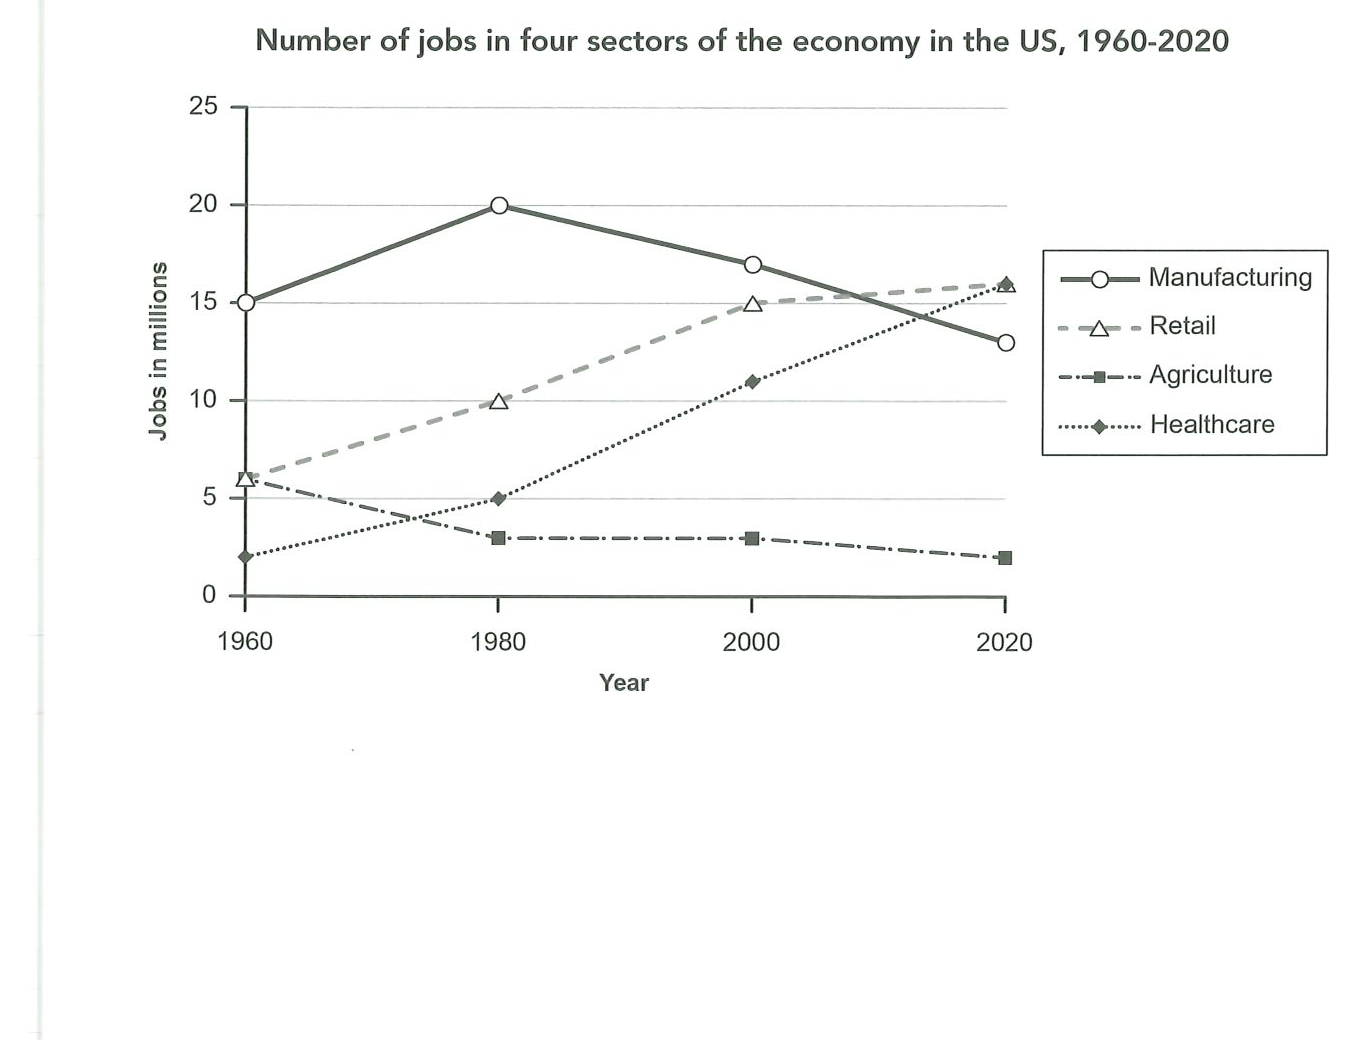 Number of jobs in four sectors of the economy in the US, 1960-2020
25
20
15
10
5
0
Jobs in millions
1960 1980 2000 2020
Year
Manufacturing
Retail
Agriculture
Healthcare